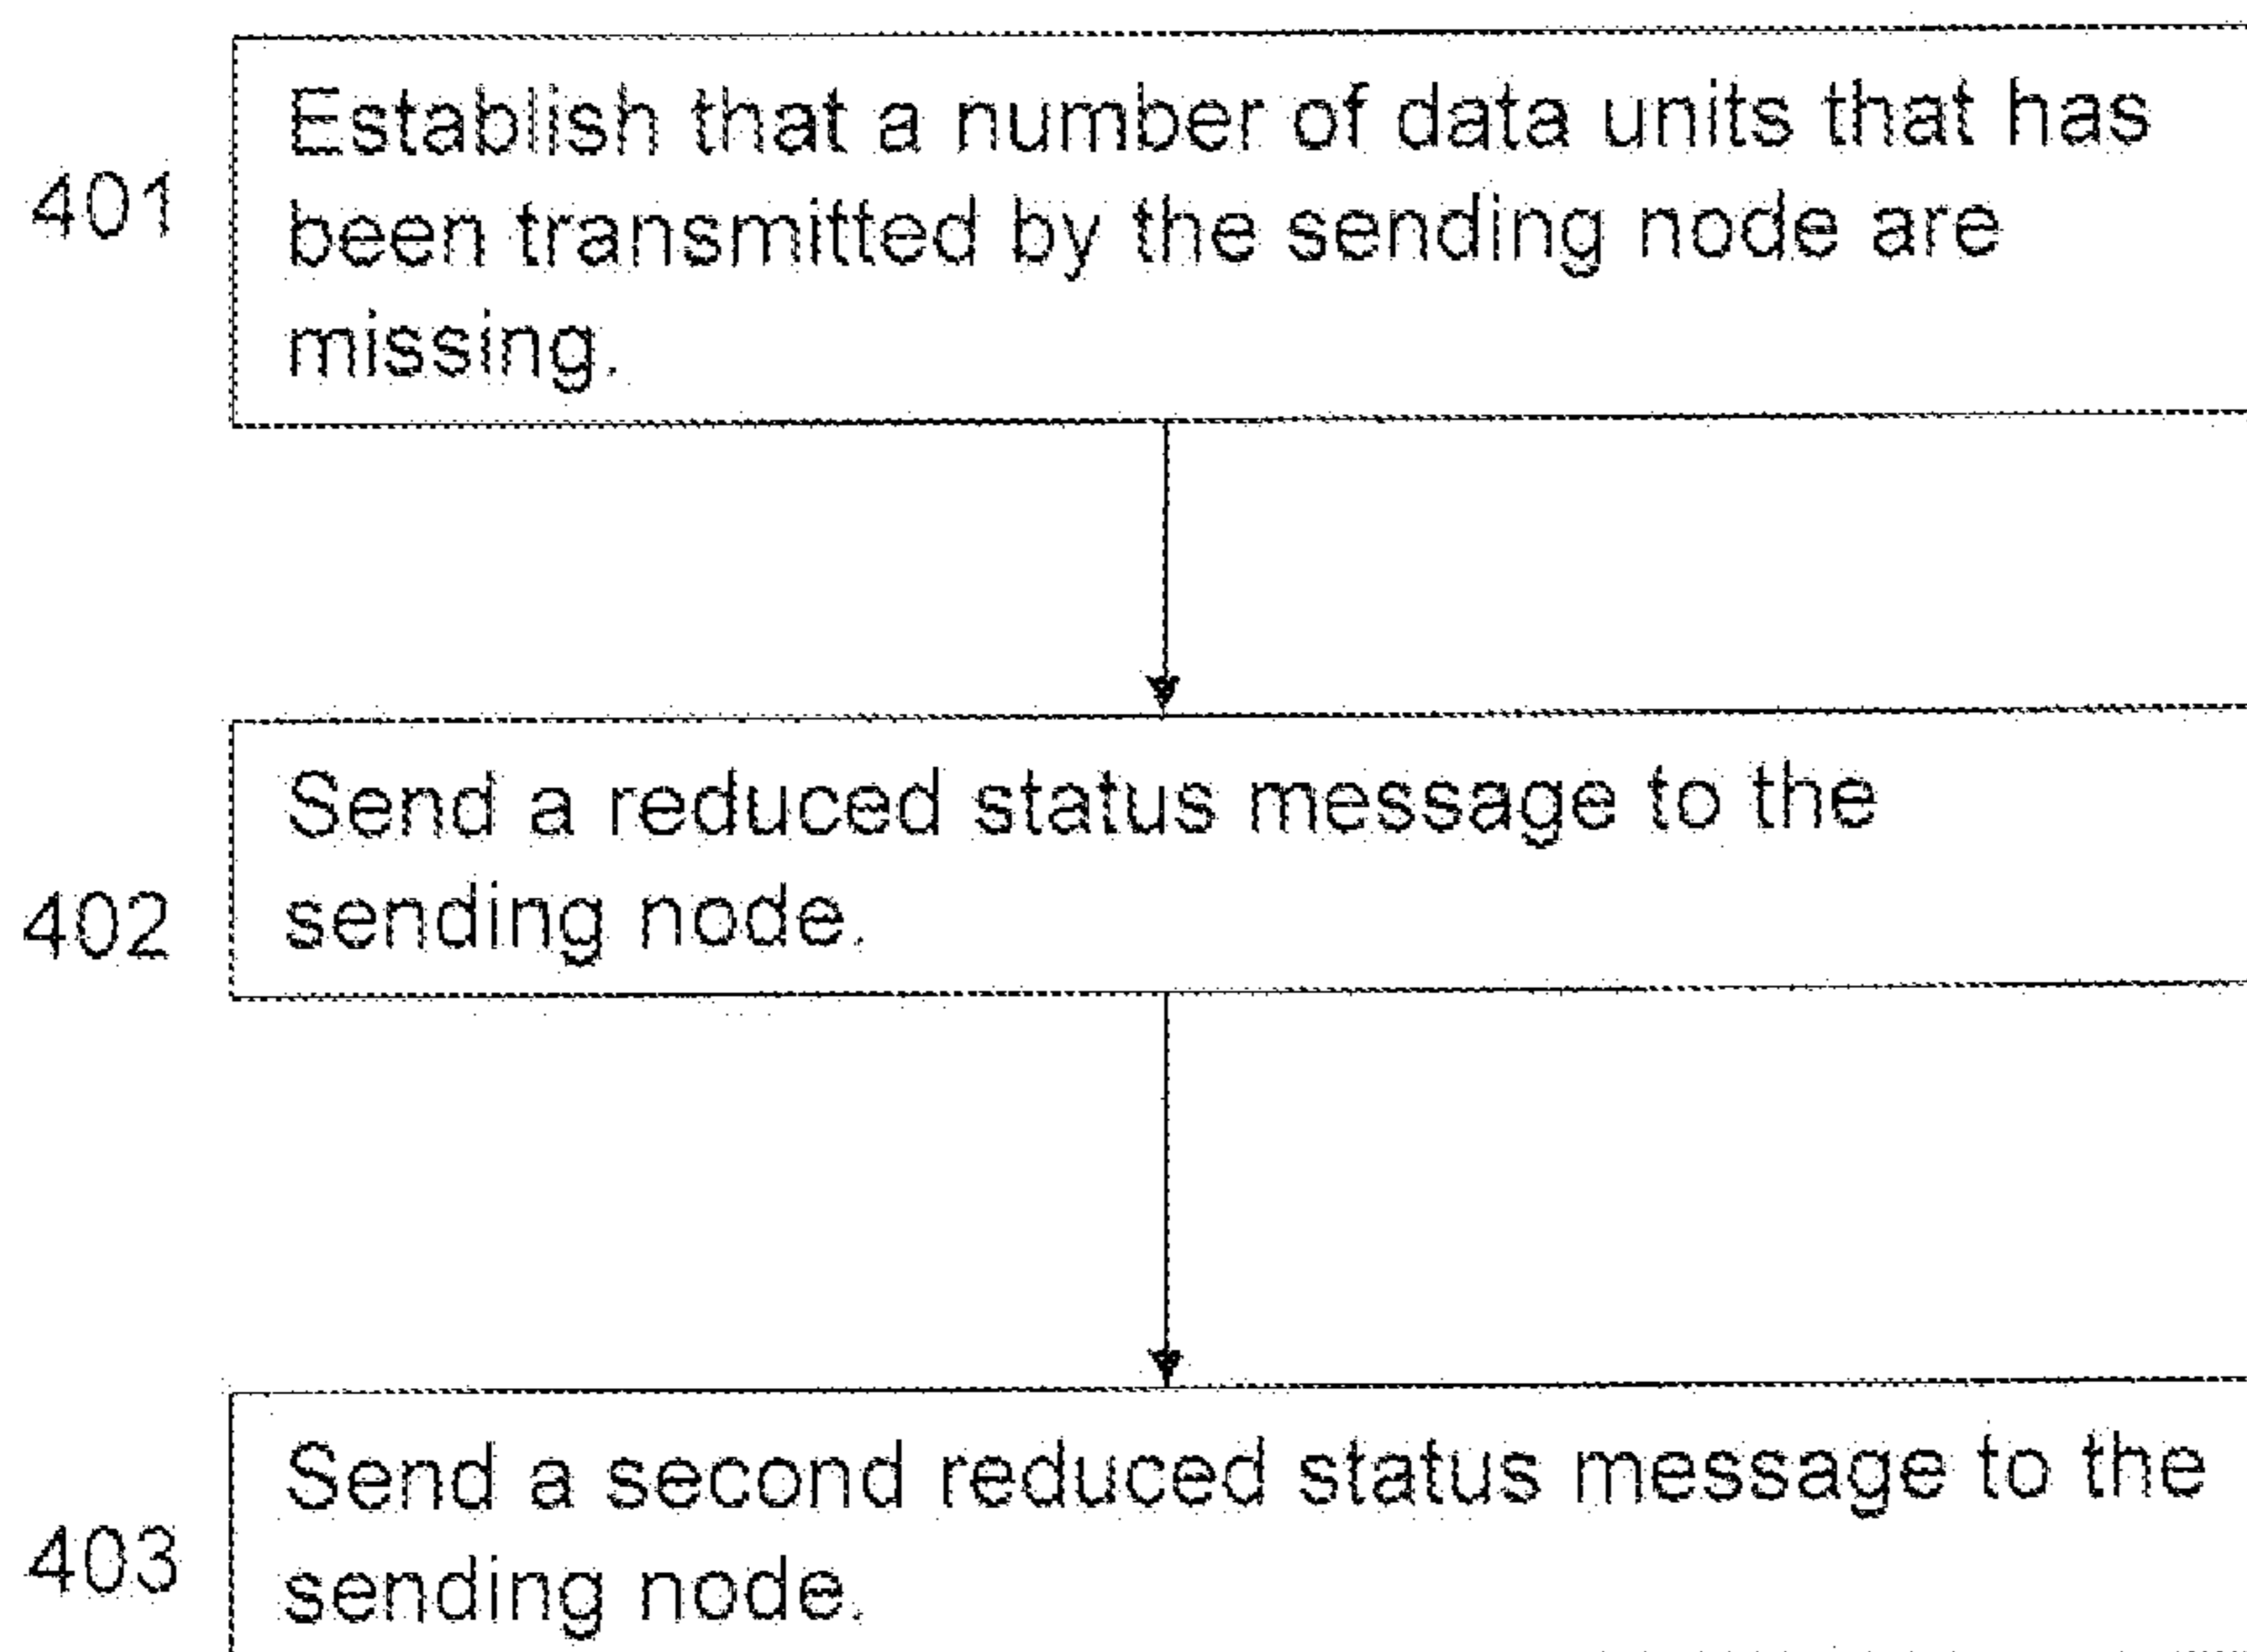 Establish that a number of data units that has
401
been transmitted by the sending node are
missing.
Send a reduced status message to the
402
sending node.
Send a second reduced status message to the
403
sending node.